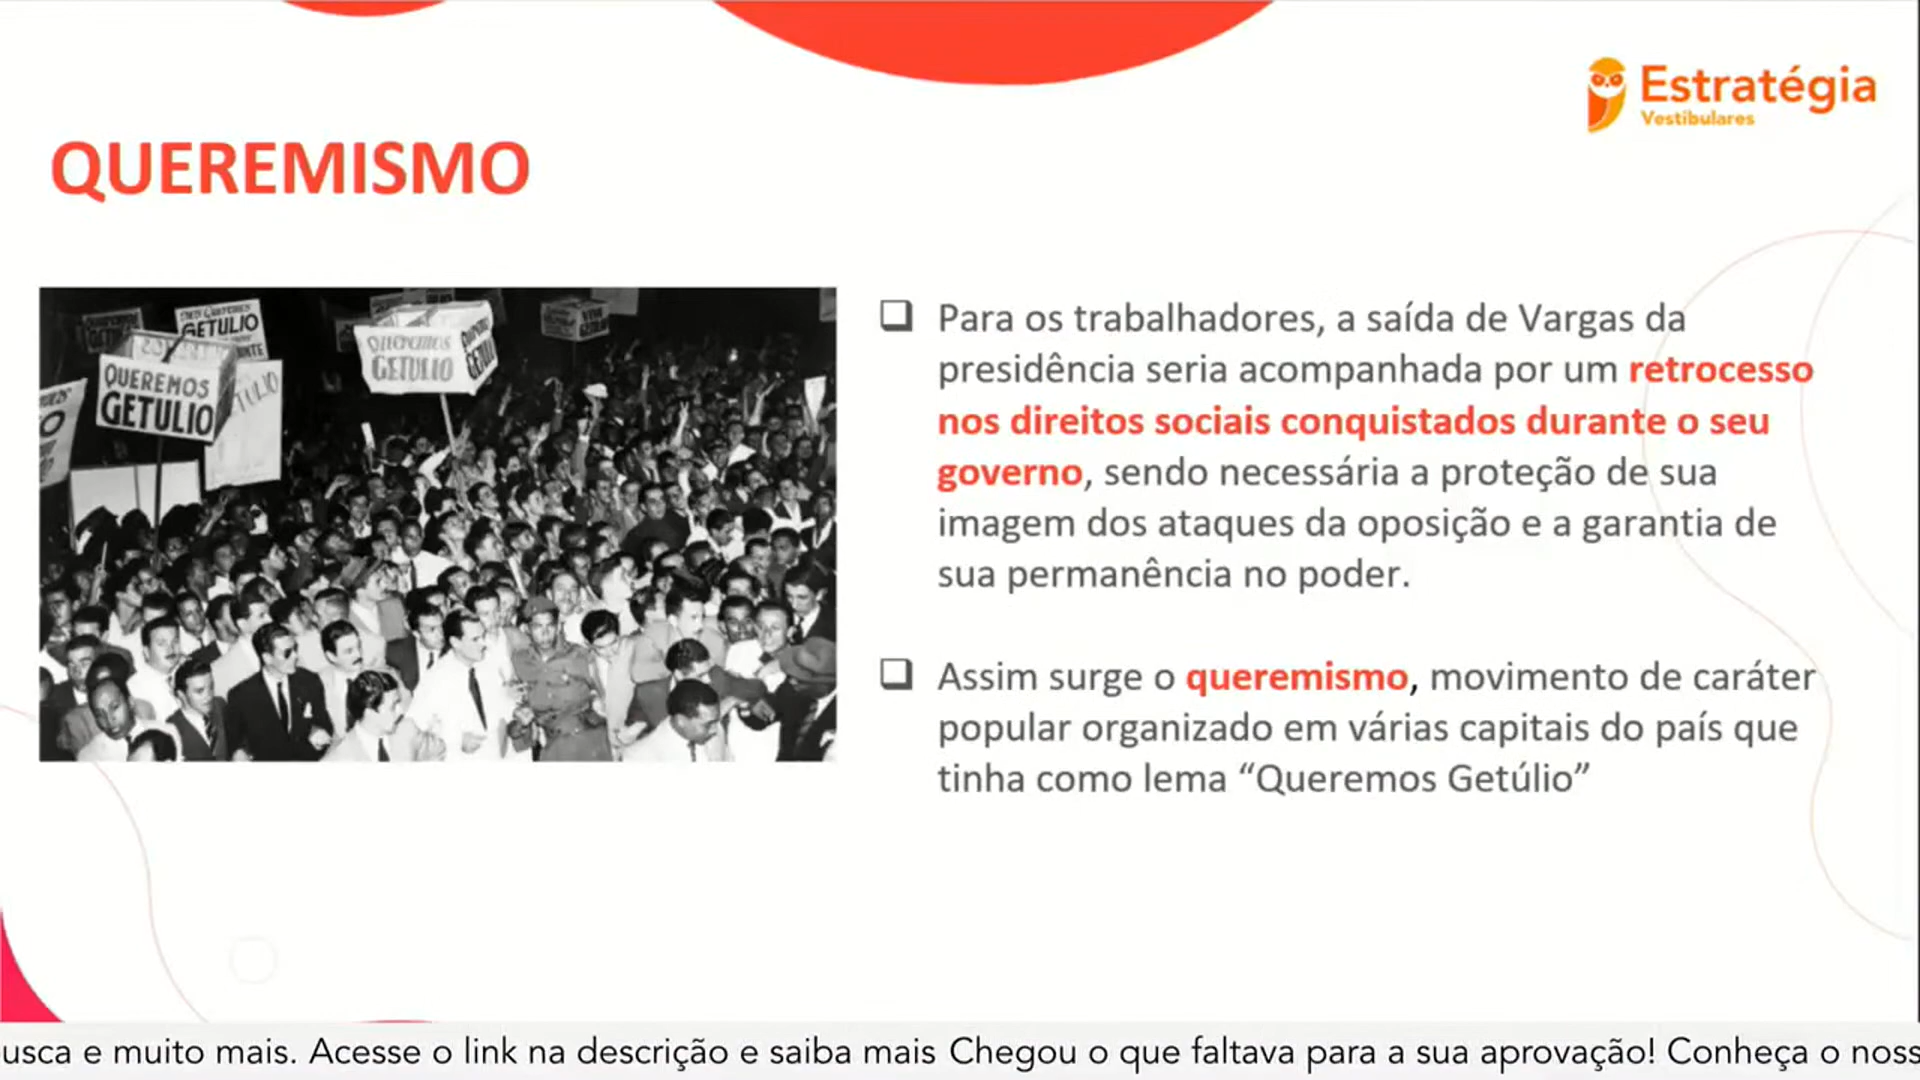 Estratégia
Vestibulares
QUEREMISMO
GETULIO
QUEREMOS
GETULIO
QUEREMOS
GETULIO
Para os trabalhadores, a saída de Vargas da
presidência seria acompanhada por um retrocesso
nos direitos sociais conquistados durante o seu
governo, sendo necessária a proteção de sua
imagem dos ataques da oposição e a garantia de
sua permanência no poder.
Assim surge o queremismo, movimento de caráter
popular organizado em várias capitais do país que
tinha como lema “Queremos Getúlio”
usca e muito mais. Acesse o link na descrição e saiba mais Chegou o que faltava para a sua aprovação! Conheça o noss